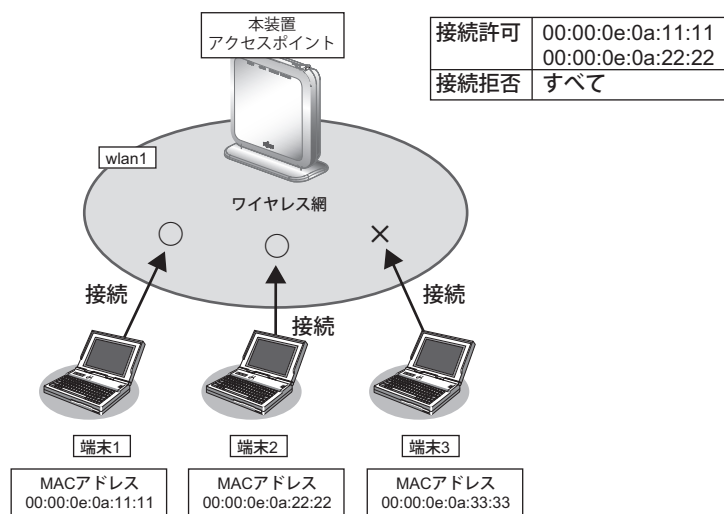 本装置
アクセスポイント
接続許可 00:00:0e:0a:11:11
00:00:0e:0a:22:22
接続拒否 すべて
wlan1
ワイヤレス網
○ ○ ×
接続
接続
接続
端末1
端末2
端末3
MACアドレス
00:00:0e:0a:11:11
MACアドレス
00:00:0e:0a:22:22
MACアドレス
00:00:0e:0a:33:33